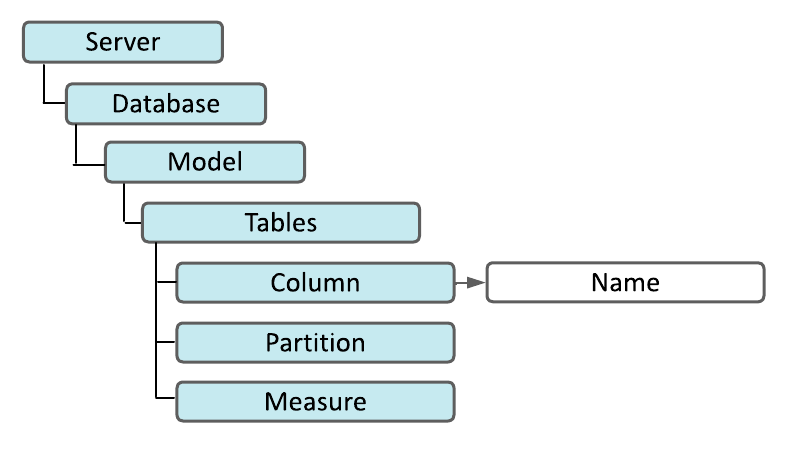 Server
Database
Model
Tables
Column
Name
Partition
Measure